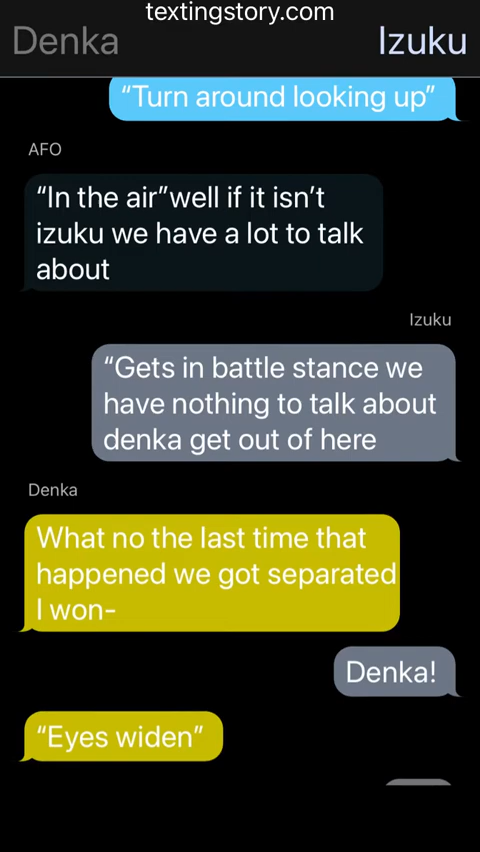 textingstory.com
Denka
Izuku
“Turn around looking up”
AFO
“In the air”well if it isn’t
izuku we have a lot to talk
about
Izuku
“Gets in battle stance we
have nothing to talk about
denka get out of here
Denka
What no the last time that
happened we got separated
I won-
Denka!
“Eyes widen”